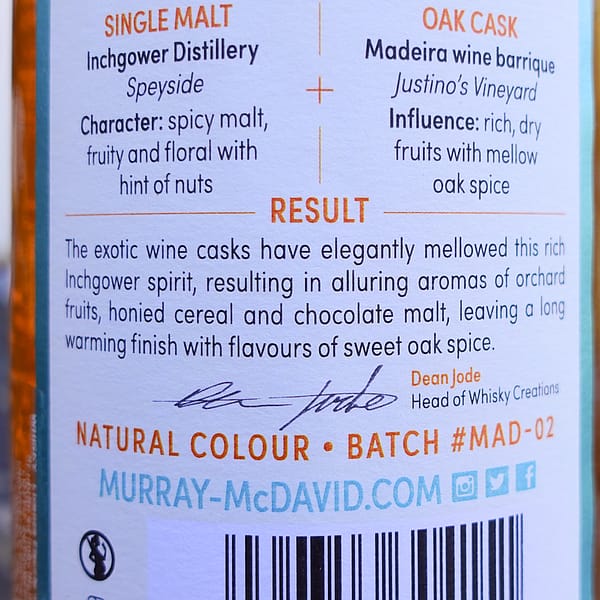 SINGLE MALT
Inchgower Distillery
Speyside
Character: spicy malt,
fruity and floral with
hint of nuts
+
OAK CASK
Madeira wine barrique
Justino's Vineyard
Influence: rich, dry
fruits with mellow
oak spice
RESULT
The exotic wine casks have elegantly mellowed this rich
Inchgower spirit, resulting in alluring aromas of orchard
fruits, honied cereal and chocolate malt, leaving a long
warming finish with flavours of sweet oak spice.
Dean Jode
Dean Jode
Head of Whisky Creations
NATURAL COLOUR • BATCH #MAD-02
MURRAY-McDAVID.COM